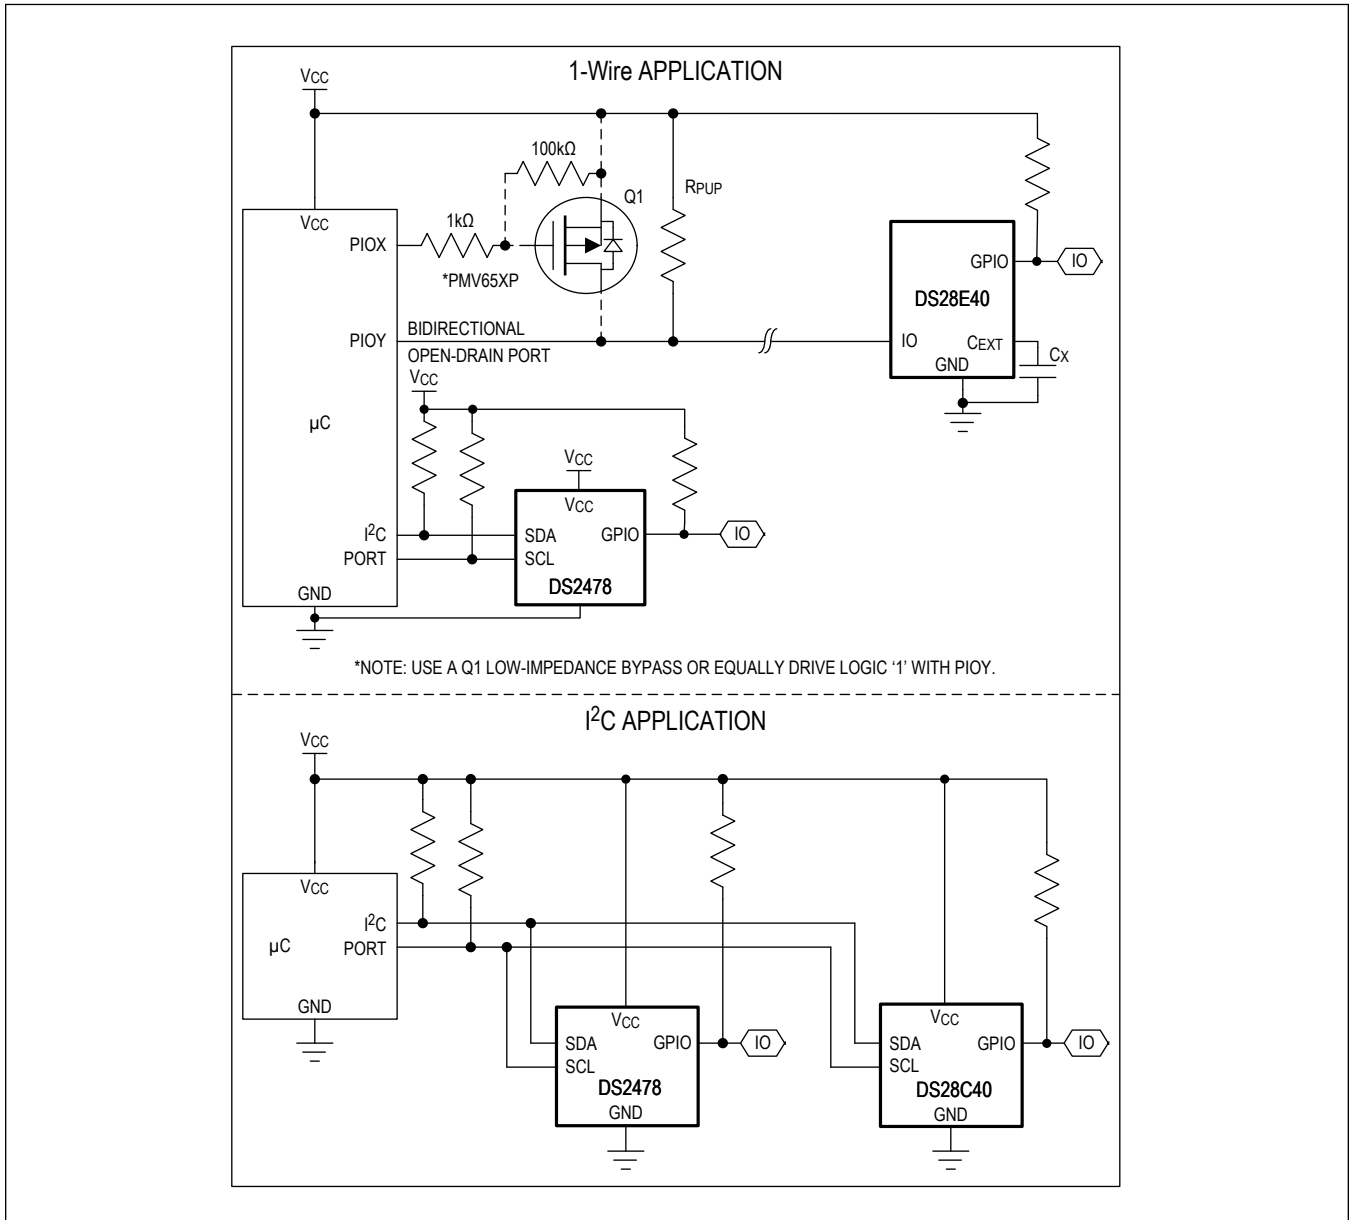 1-Wire APPLICATION
VCC
100kΩ
Q1
RPUP
VCC
1kΩ
PIOX
*PMV65XP
GPIO
IO
DS28E40
PIOY
BIDIRECTIONAL
OPEN-DRAIN PORT
IO
CEXT
CX
GND
VCC
µC
VCC
VCC
I²C
SDA
GPIO
IO
PORT
SCL
DS2478
GND
*NOTE: USE A Q1 LOW-IMPEDANCE BYPASS OR EQUALLY DRIVE LOGIC ‘1’ WITH PIOY.
I²C APPLICATION
VCC
VCC
I²C
µC
PORT
GND
VCC
SDA
GPIO
IO
SCL
DS2478
GND
VCC
SDA
GPIO
IO
SCL
DS28C40
GND